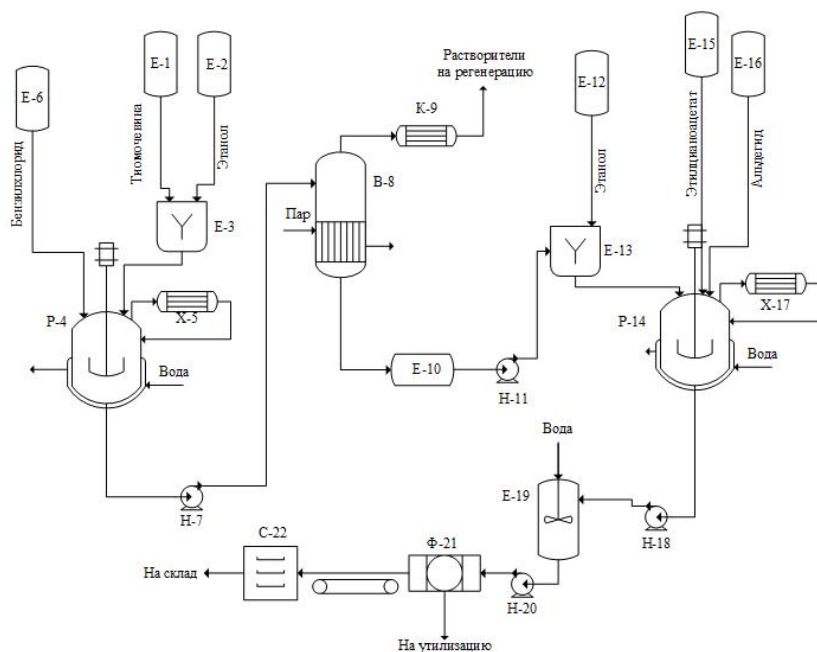 Е-15
Е-1
Е-2
Растворители
на регенерацию
Е-16
Е-6
Е-12
К-9
Тиомочевина
Этанол
Бензилхлорид
В-8
Этанол
Этилцианоацетат
Альдегид
Пар
Е-3
Е-13
Х-5
Х-17
Р-4
Р-14
Вода
Вода
Е-10
Н-11
Вода
Е-19
Н-7
Н-18
С-22
Ф-21
На склад
Н-20
На утилизацию